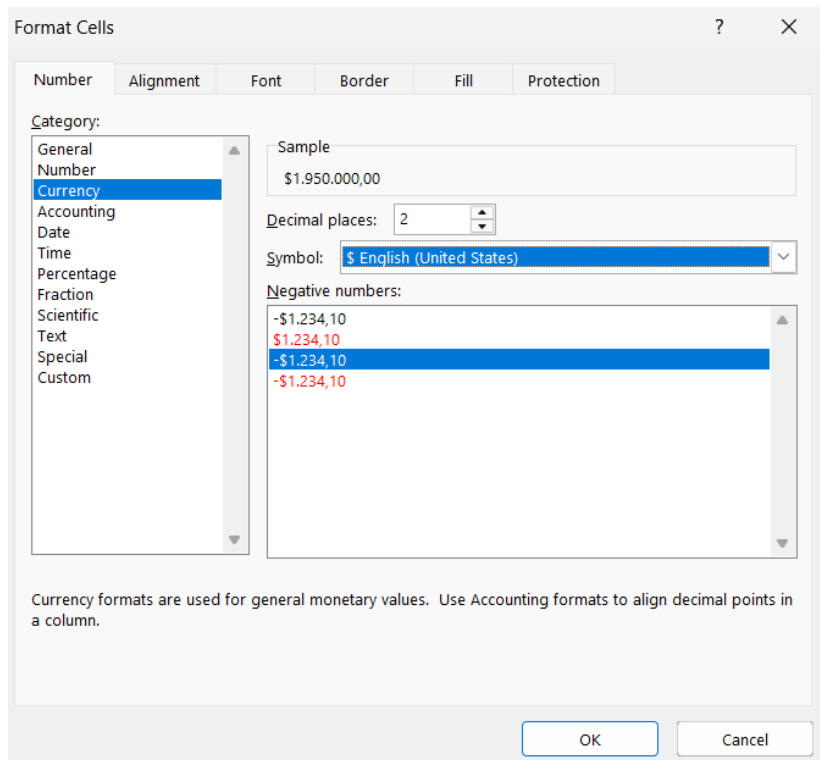 Format Cells
?
Number
Alignment
Font
Border
Fill
Protection
Category:
General
Number
Currency
Accounting
Date
Time
Percentage
Fraction
Scientific
Text
Special
Custom
Sample
$1.950.000,00
Decimal places: 2
Symbol: $ English (United States)
Negative numbers:
-$1.234,10
$1.234,10
-$1.234,10
-$1.234,10
Currency formats are used for general monetary values.  Use Accounting formats to align decimal points in
a column.
OK
Cancel